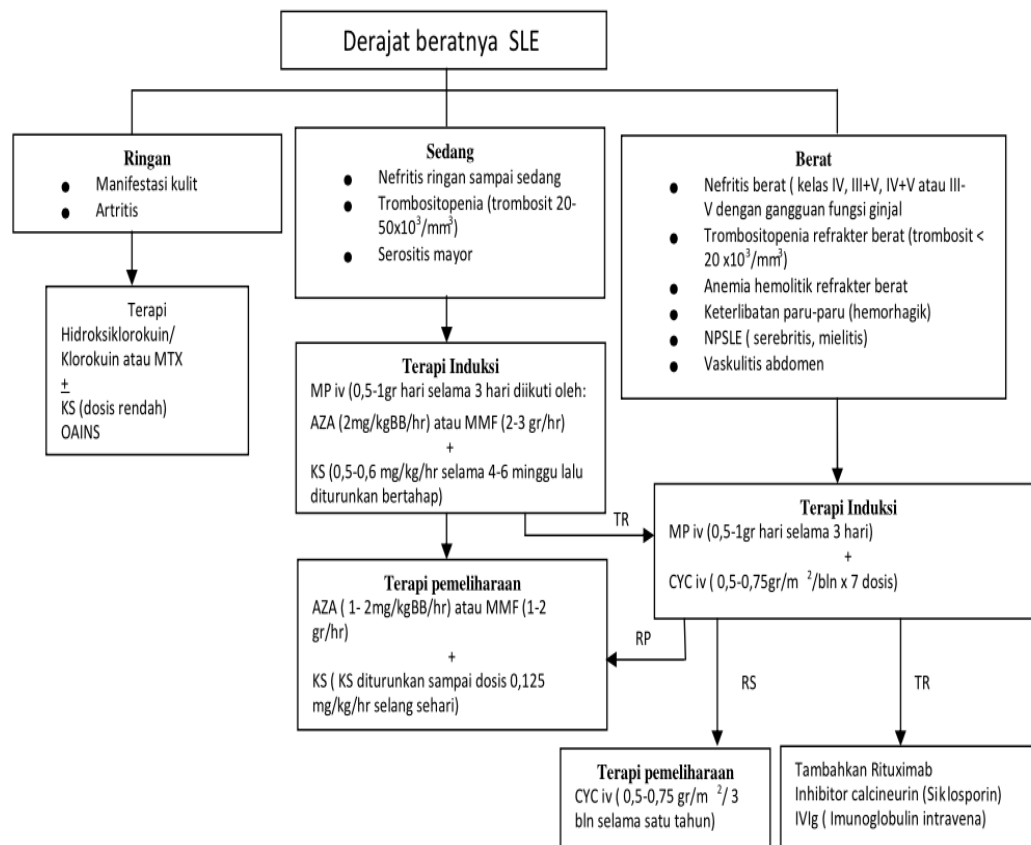 Derajat beratnya SLE
Ringan
● Manifestasi kulit
● Artritis
Terapi
Hidroksiklorokuin/
Klorokuin atau MTX
±
KS (dosis rendah)
OAINS
Sedang
● Nefritis ringan sampai sedang
● Trombositopenia (trombosit 20-
50x10³/mm³)
● Serositis mayor
Terapi Induksi
MP iv (0,5-1gr hari selama 3 hari diikuti oleh:
AZA (2mg/kgBB/hr) atau MMF (2-3 gr/hr)
+
KS (0,5-0,6 mg/kg/hr selama 4-6 minggu lalu
diturunkan bertahap)
TR
Terapi pemeliharaan
AZA ( 1- 2mg/kgBB/hr) atau MMF (1-2
gr/hr)
+
KS ( KS diturunkan sampai dosis 0,125
mg/kg/hr selang sehari)
Berat
● Nefritis berat ( kelas IV, III+V, IV+V atau III-
V dengan gangguan fungsi ginjal
● Trombositopenia refrakter berat (trombosit <
20 x10³/mm³)
● Anemia hemolitik refrakter berat
● Keterlibatan paru-paru (hemorhagik)
● NPSLE ( serebritis, mielitis)
● Vaskulitis abdomen
Terapi Induksi
MP iv (0,5-1gr hari selama 3 hari)
+
CYC iv ( 0,5-0,75gr/m ²/bln x 7 dosis)
RP
RS
TR
Terapi pemeliharaan
CYC iv ( 0,5-0,75 gr/m ²/ 3
bln selama satu tahun)
Tambahkan Rituximab
Inhibitor calcineurin (Siklosporin)
IVIg ( Imunoglobulin intravena)